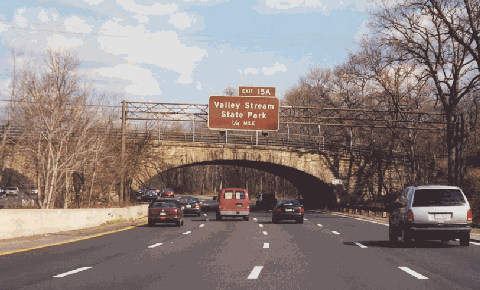 EXIT 15A
Valley Stream
State Park
1/4 MILE